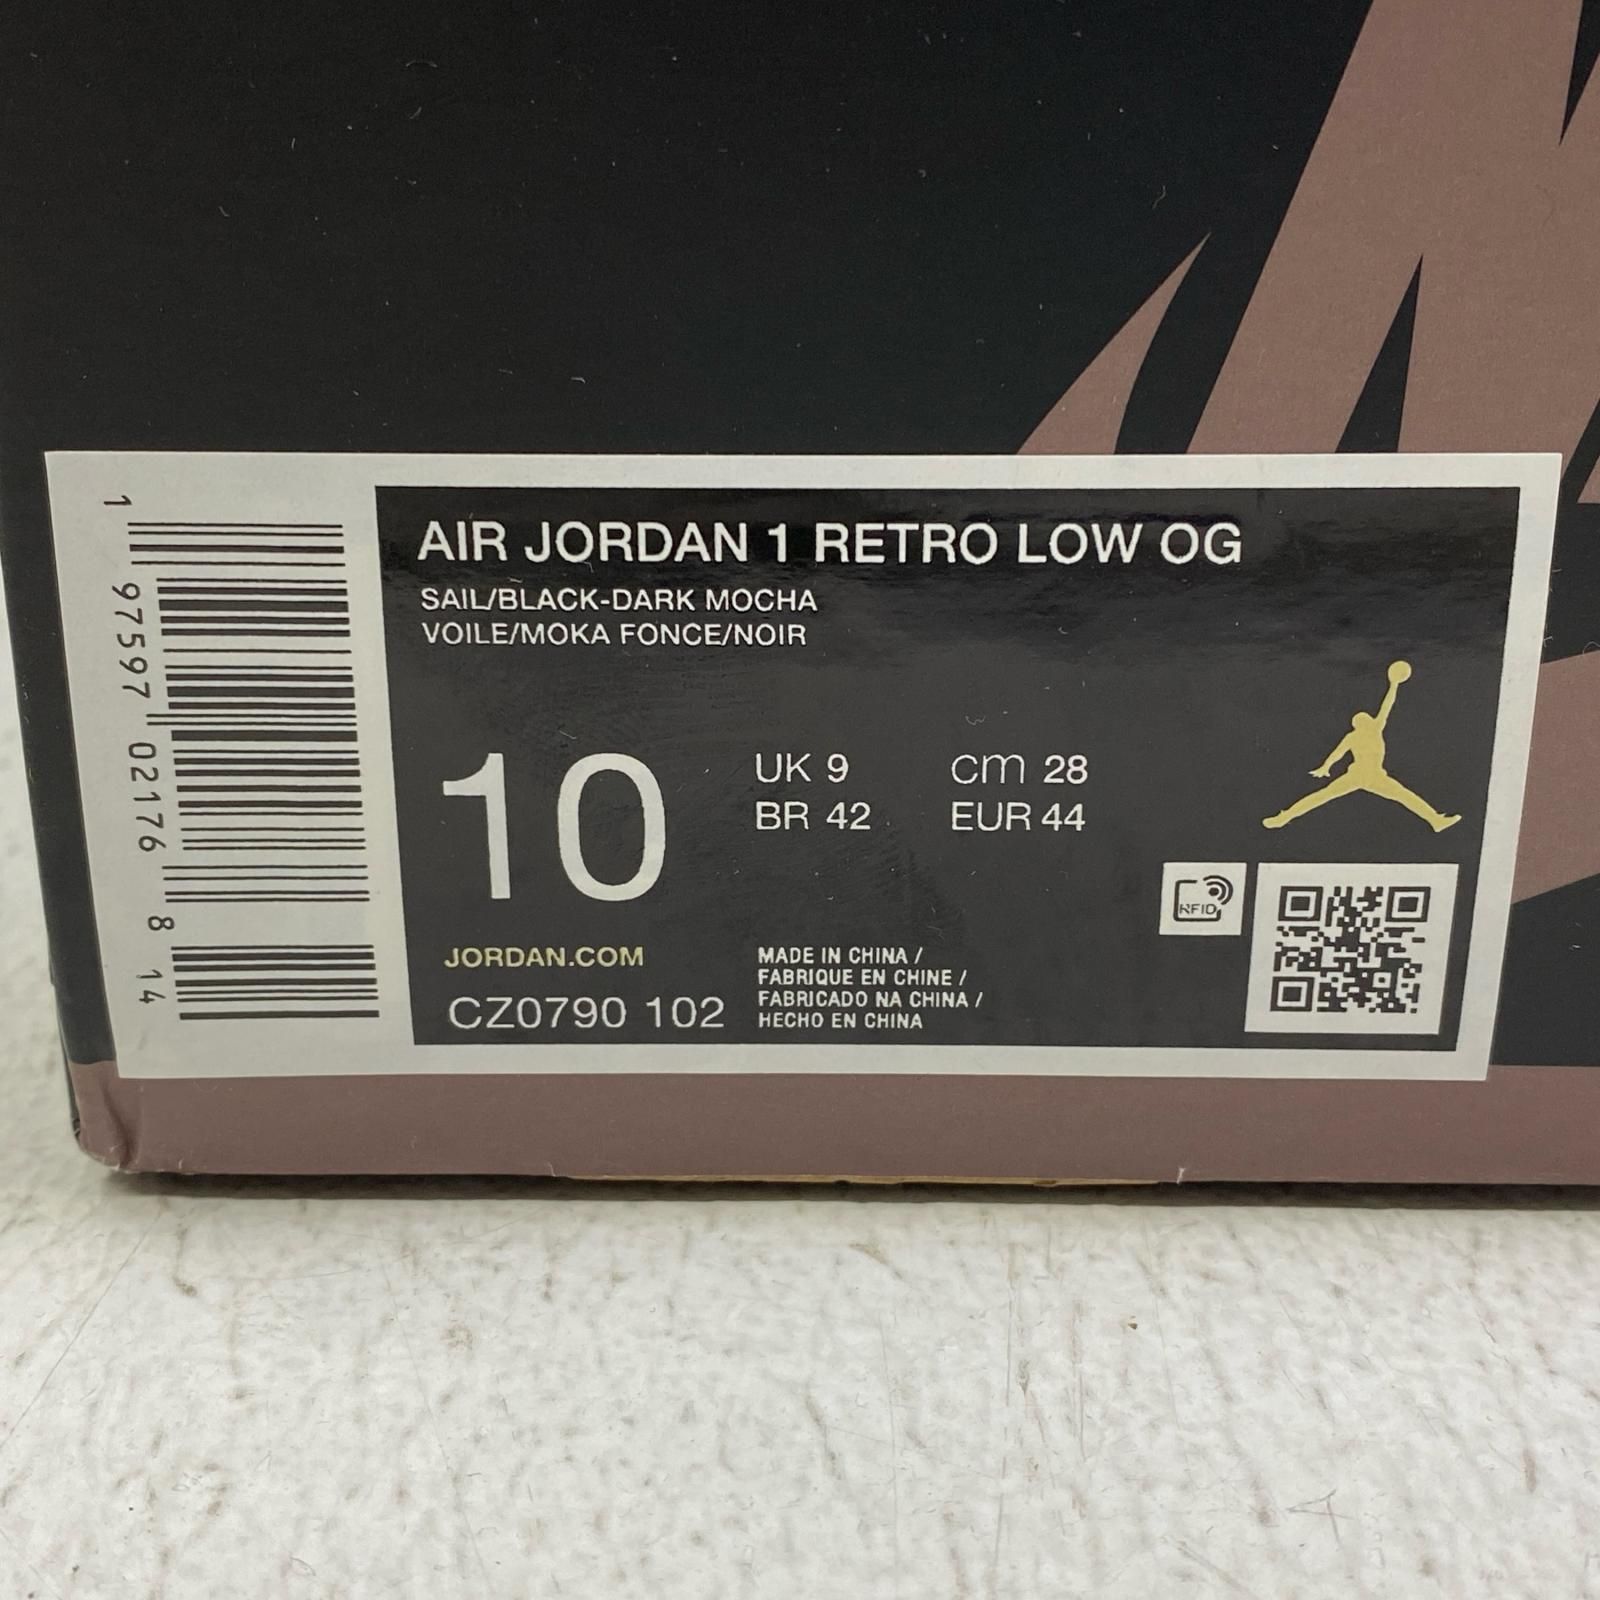 AIR JORDAN 1 RETRO LOW OG
SAIL/BLACK-DARK MOCHA
VOILE/MOKA FONCE/NOIR
10
UK 9
cm 28
BR 42
EUR 44
RFID
JORDAN.COM
CZ0790 102
MADE IN CHINA /
FABRIQUE EN CHINE /
FABRICADO NA CHINA /
HECHO EN CHINA
1 97597 02176 8 14